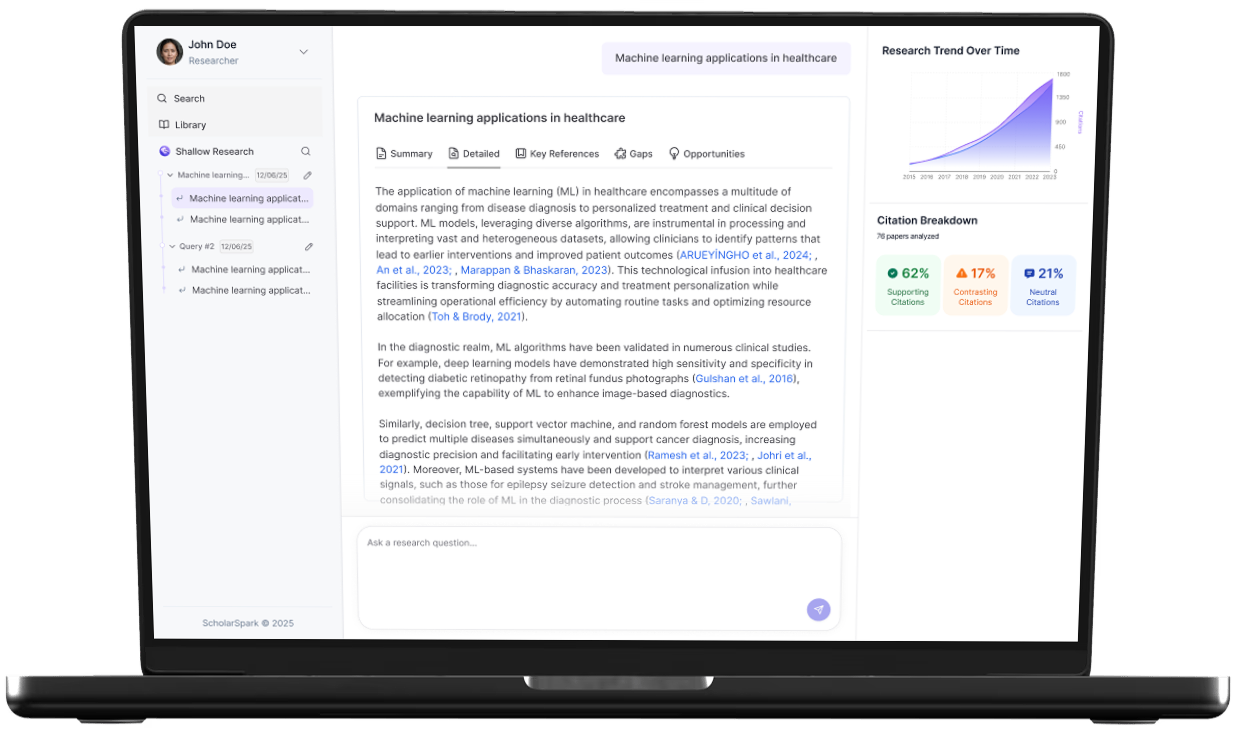 John Doe
Researcher
Search
Library
Shallow Research
Machine learning... 12/06/25
Machine learning applicat...
Machine learning applicat...
Query #2 12/06/25
Machine learning applicat...
Machine learning applicat...
ScholarSpark © 2025
Machine learning applications in healthcare
Machine learning applications in healthcare
Summary Detailed Key References Gaps Opportunities
The application of machine learning (ML) in healthcare encompasses a multitude of
domains ranging from disease diagnosis to personalized treatment and clinical decision
support. ML models, leveraging diverse algorithms, are instrumental in processing and
interpreting vast and heterogeneous datasets, allowing clinicians to identify patterns that
lead to earlier interventions and improved patient outcomes (ARUEYİNGHO et al., 2024; ,
An et al., 2023; , Marappan & Bhaskaran, 2023). This technological infusion into healthcare
facilities is transforming diagnostic accuracy and treatment personalization while
streamlining operational efficiency by automating routine tasks and optimizing resource
allocation (Toh & Brody, 2021).
In the diagnostic realm, ML algorithms have been validated in numerous clinical studies.
For example, deep learning models have demonstrated high sensitivity and specificity in
detecting diabetic retinopathy from retinal fundus photographs (Gulshan et al., 2016),
exemplifying the capability of ML to enhance image-based diagnostics.
Similarly, decision tree, support vector machine, and random forest models are employed
to predict multiple diseases simultaneously and support cancer diagnosis, increasing
diagnostic precision and facilitating early intervention (Ramesh et al., 2023; , Johri et al.,
2021). Moreover, ML-based systems have been developed to interpret various clinical
signals, such as those for epilepsy seizure detection and stroke management, further
consolidating the role of ML in the diagnostic process (Saranya & D, 2020; , Sawlani,
Ask a research question...
Research Trend Over Time
1800
1350
900
450
0
Citations
2015 2016 2017 2018 2019 2020 2021 2022 2023
Citation Breakdown
76 papers analyzed
62%
Supporting
Citations
17%
Contrasting
Citations
21%
Neutral
Citations